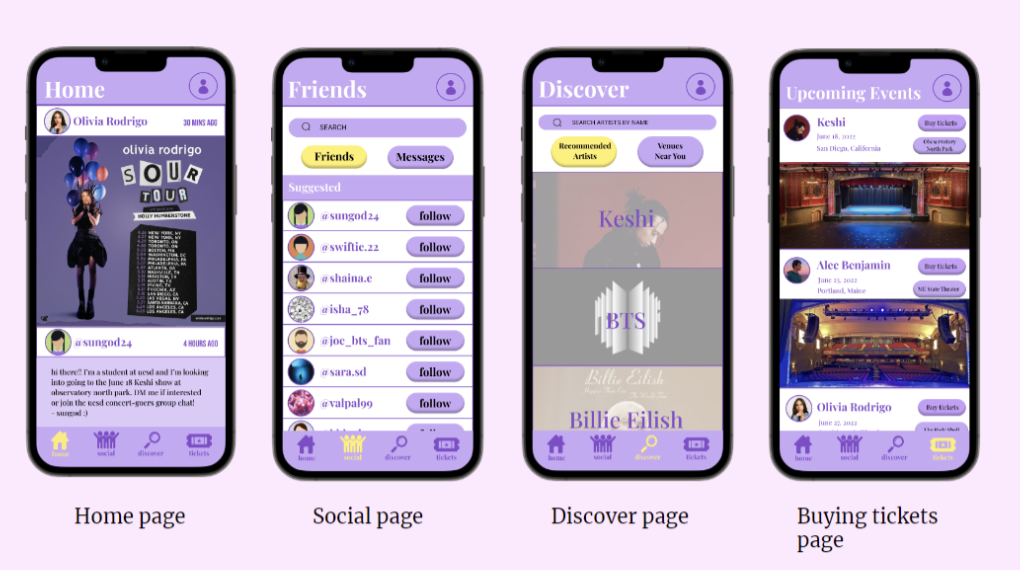 Home
Olivia Rodrigo
30 MINS AGO
olivia rodrigo
SOUR
TOUR
HOLLY HUMBERSTONE
@sungod24
4 HOURS AGO
hi there!! I'm a student at ucsd and I'm looking
into going to the June 18 Keshi show at
observatory north park. DM me if interested
or join the ucsd concert-goers group chat!
- sungod :)
home
social
discover
tickets
Home page
Friends
SEARCH
Friends
Messages
Suggested
@sungod24
follow
@swiftie.22
follow
@shaina.e
follow
@isha_78
follow
@joe_bts_fan
follow
@sara.sd
follow
@valpal99
follow
home
social
discover
tickets
Social page
Discover
SEARCH ARTISTS BY NAME
Recommended
Artists
Venues
Near You
Keshi
BTS
Billie Eilish
Billie Eilish
home
social
discover
tickets
Discover page
Upcoming Events
Keshi
Buy tickets
June 18, 2022
Observatory
North Park
San Diego, California
Alec Benjamin
Buy tickets
June 23, 2022
Portland, Maine
ME State Theater
Olivia Rodrigo
Buy tickets
June 27, 2022
home
social
discover
tickets
Buying tickets
page